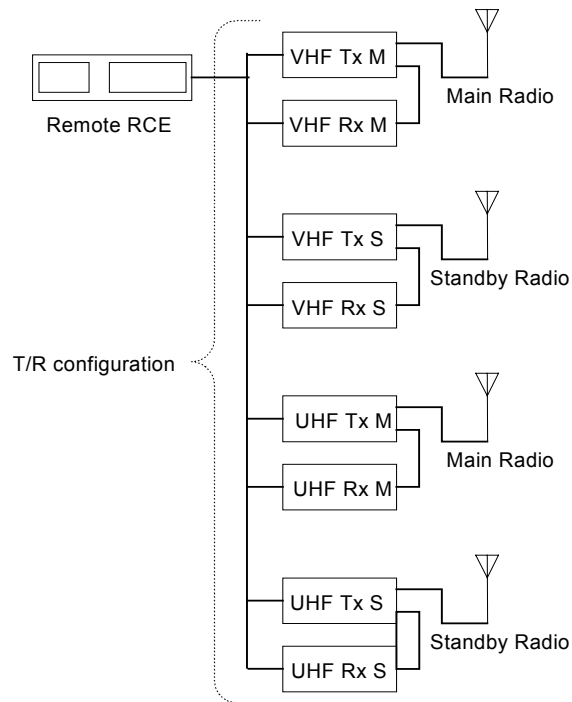 VHF Tx M
Main Radio
Remote RCE
VHF Rx M
VHF Tx S
Standby Radio
VHF Rx S
T/R configuration
UHF Tx M
Main Radio
UHF Rx M
UHF Tx S
Standby Radio
UHF Rx S